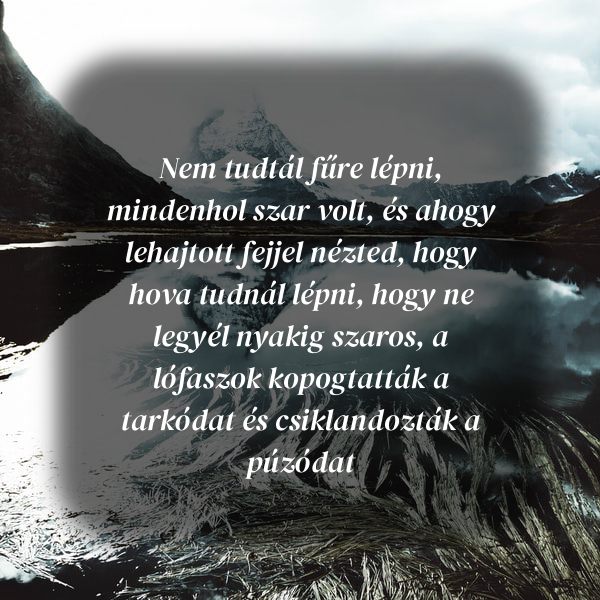 Nem tudtál fűre lépni,
mindenhol szar volt, és ahogy
lehajtott fejjel nézted, hogy
hova tudnál lépni, hogy ne
legyél nyakig szaros, a
lófaszok kopogtatták a
tarkódat és csiklandozták a
púzódat